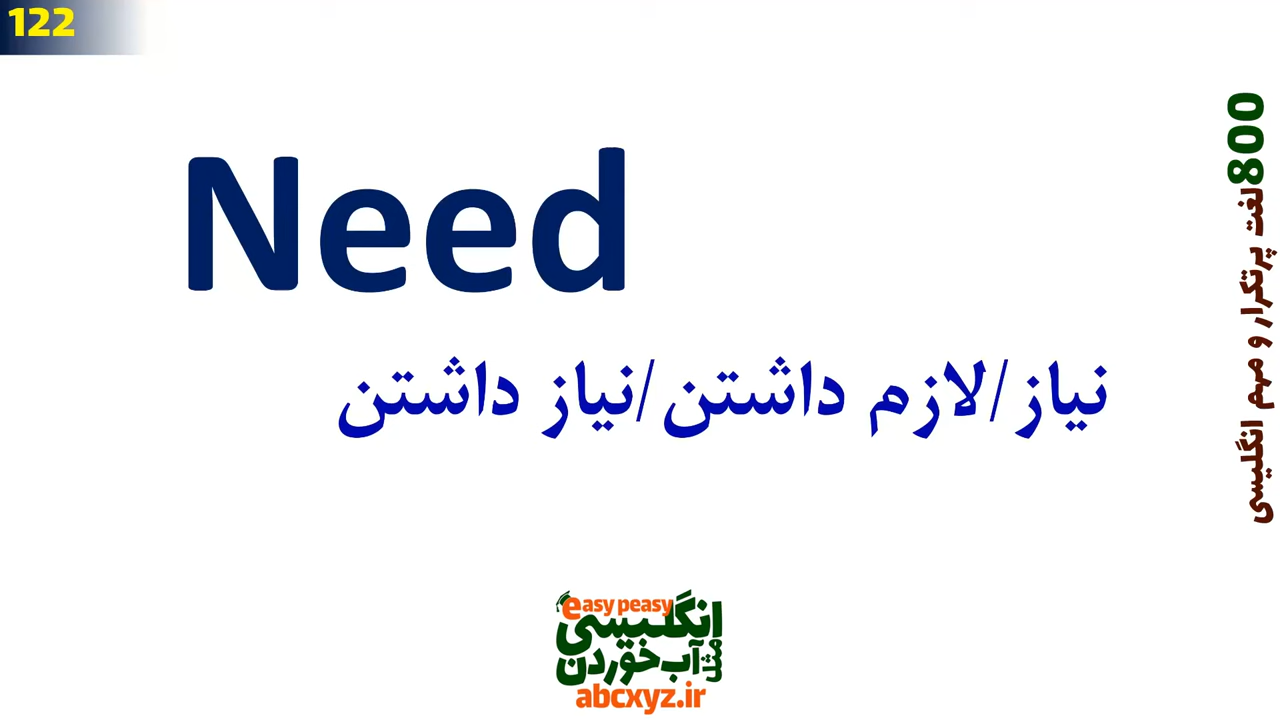 122
Need
نیاز/لازم داشتن/نیاز داشتن
800 لغت پرتکرار و مهم انگلیسی
easy peasy
انگلیسی
مثل آب خوردن
abcxyz.ir